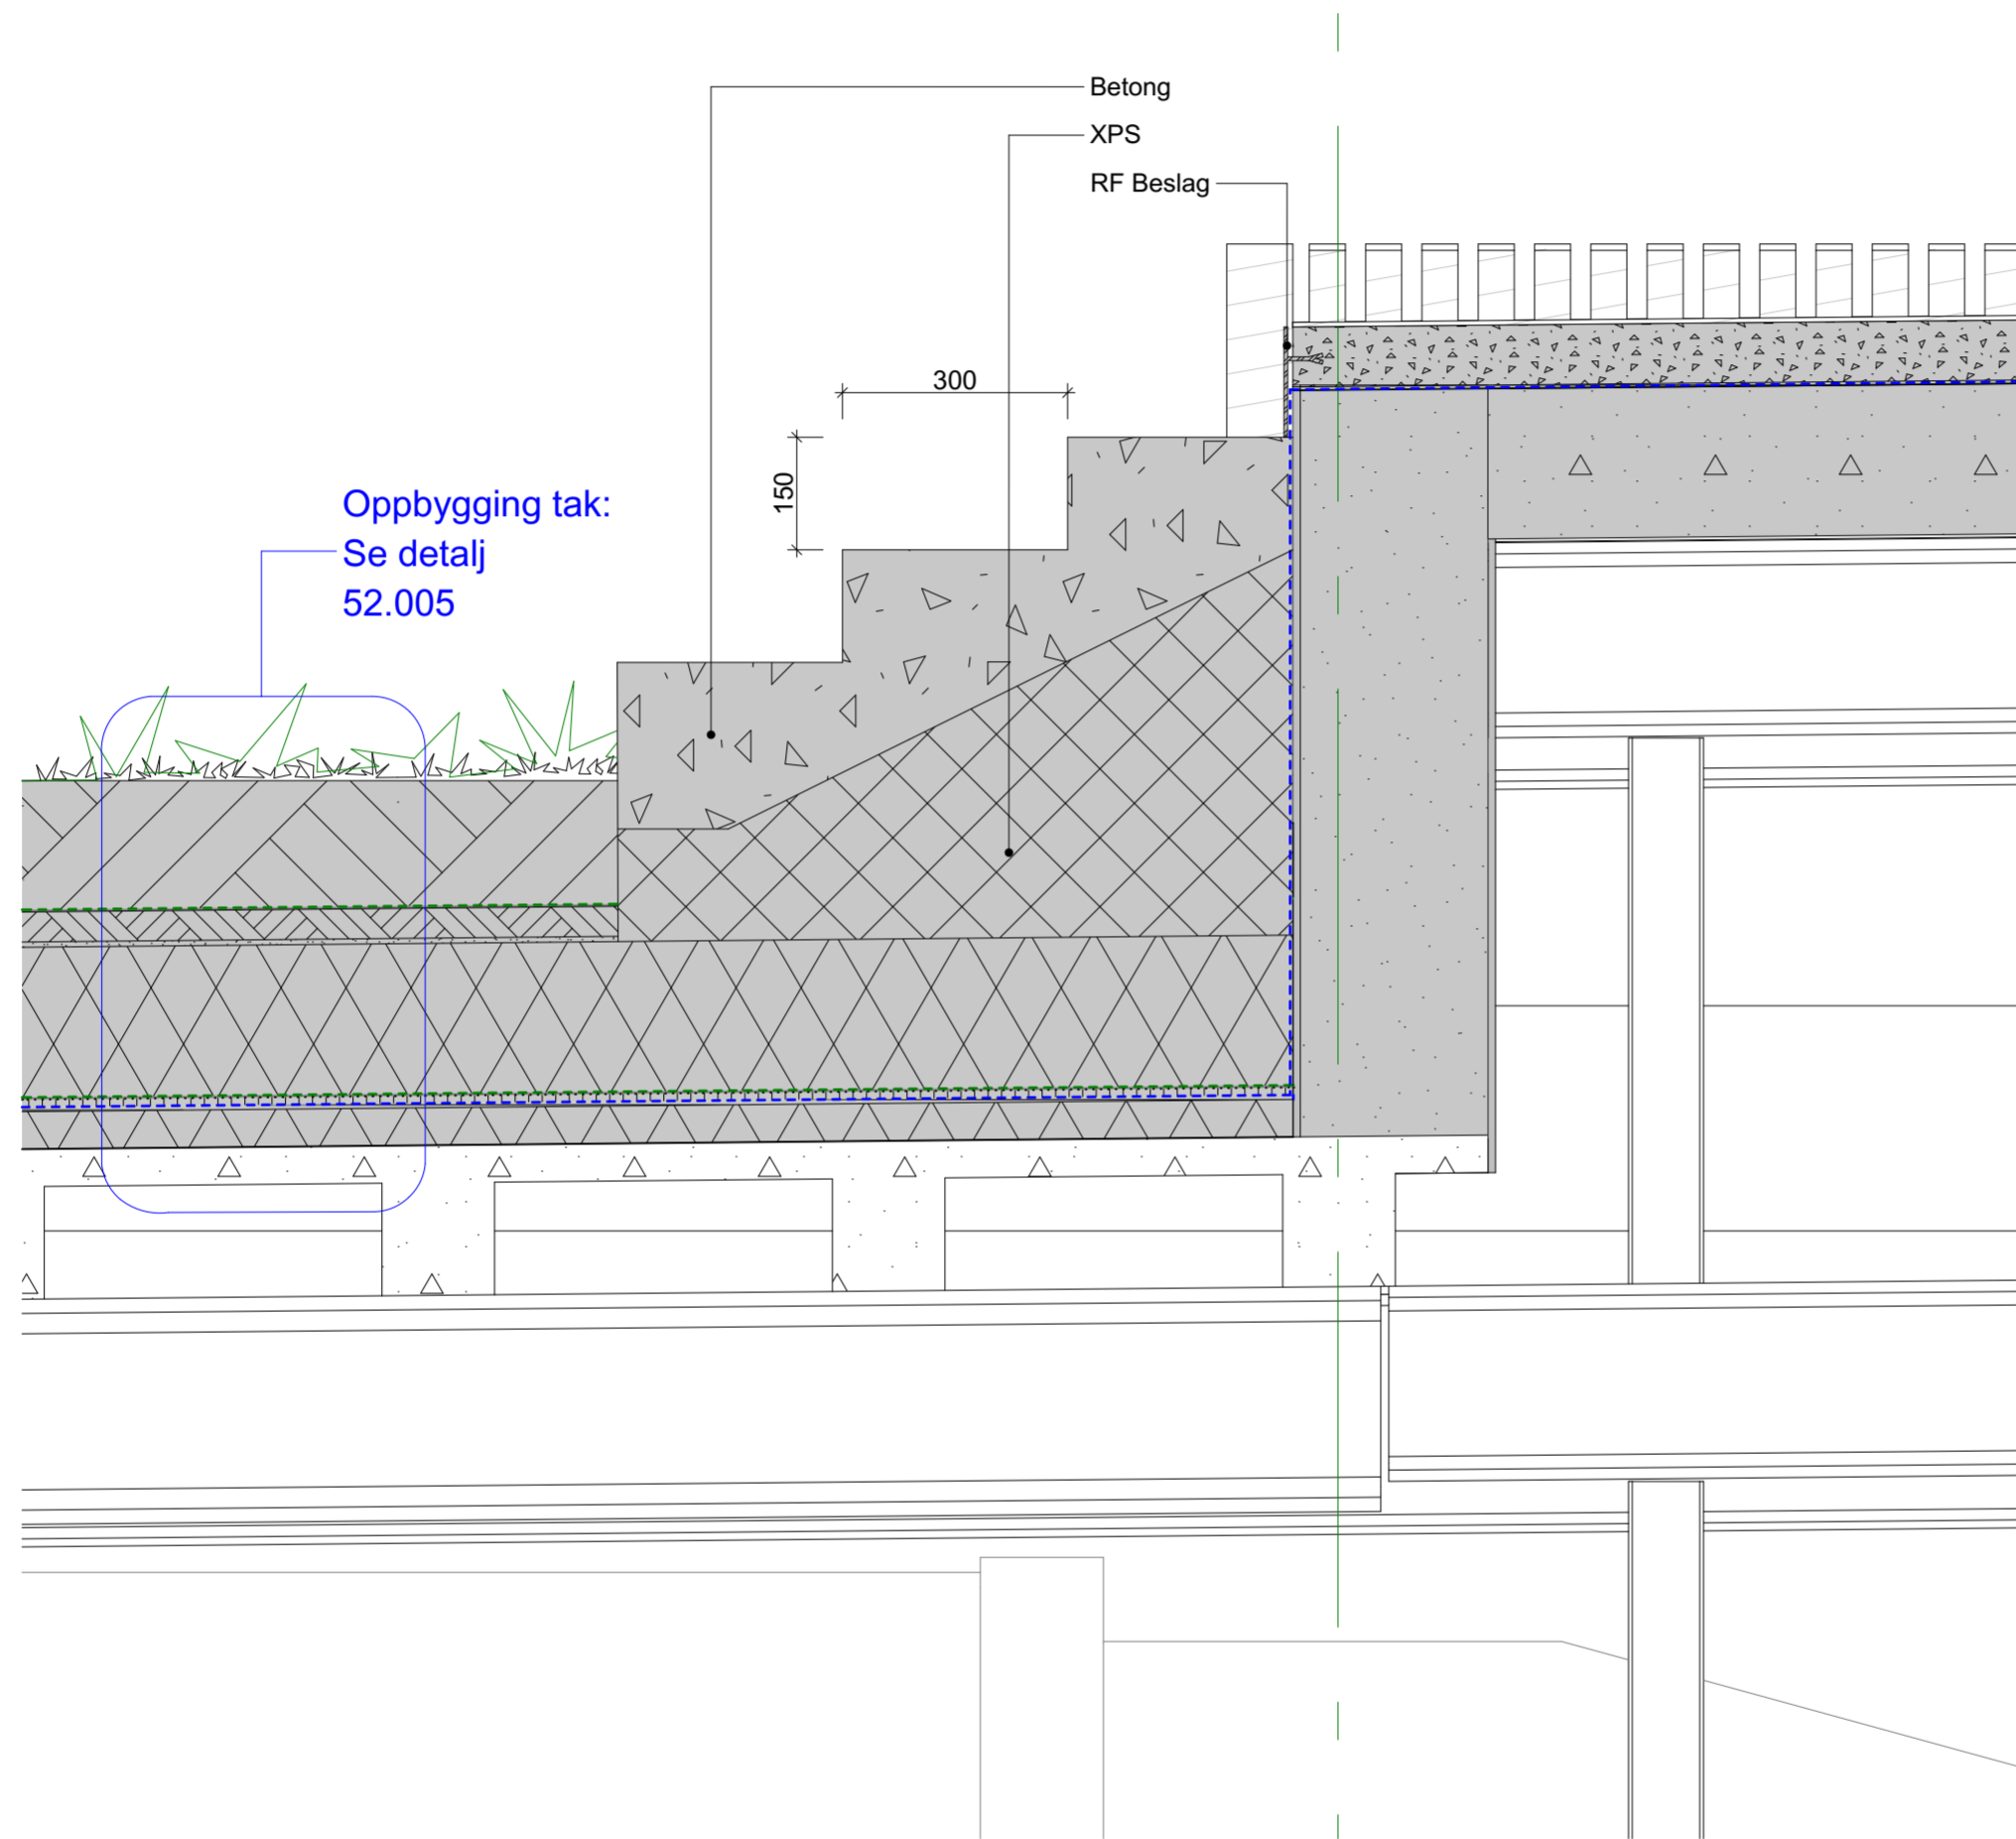 Betong
XPS
RF Beslag
300
150
Oppbygging tak:
Se detalj
52.005